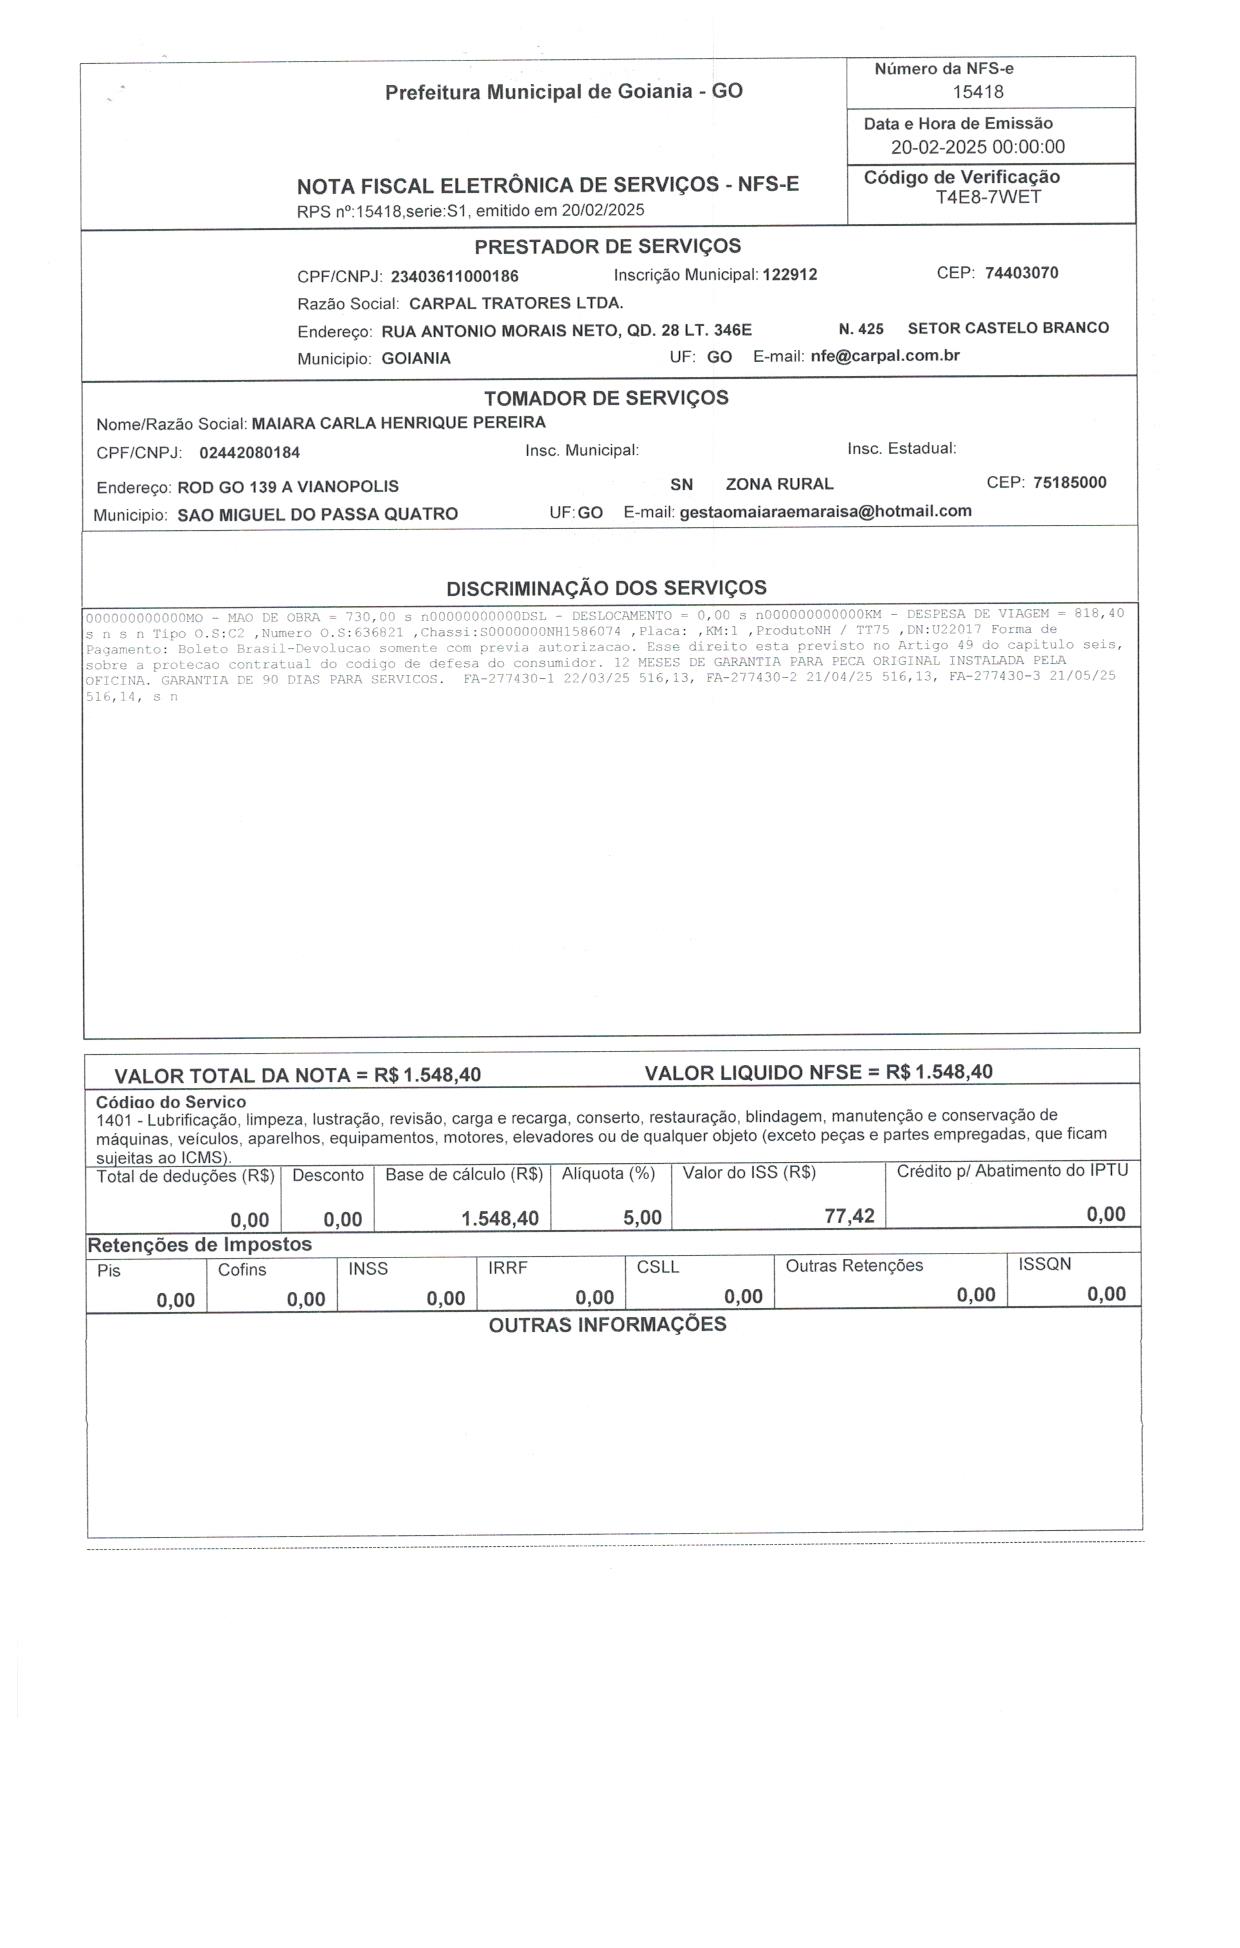 Prefeitura Municipal de Goiania - GO
Número da NFS-e
15418
Data e Hora de Emissão
20-02-2025 00:00:00
Código de Verificação
T4E8-7WET
NOTA FISCAL ELETRÔNICA DE SERVIÇOS - NFS-E
RPS nº:15418,serie:S1, emitido em 20/02/2025
PRESTADOR DE SERVIÇOS
CPF/CNPJ: 23403611000186 Inscrição Municipal: 122912 CEP: 74403070
Razão Social: CARPAL TRATORES LTDA.
Endereço: RUA ANTONIO MORAIS NETO, QD. 28 LT. 346E N. 425 SETOR CASTELO BRANCO
Municipio: GOIANIA UF: GO E-mail: nfe@carpal.com.br
TOMADOR DE SERVIÇOS
Nome/Razão Social: MAIARA CARLA HENRIQUE PEREIRA
CPF/CNPJ: 02442080184 Insc. Municipal: Insc. Estadual:
Endereço: ROD GO 139 A VIANOPOLIS SN ZONA RURAL CEP: 75185000
Municipio: SAO MIGUEL DO PASSA QUATRO UF:GO E-mail: gestaomaiaraemaraisa@hotmail.com
DISCRIMINAÇÃO DOS SERVIÇOS
000000000000MO - MAO DE OBRA = 730,00 s n00000000000DSL - DESLOCAMENTO = 0,00 s n000000000000KM - DESPESA DE VIAGEM = 818,40
s n s n Tipo O.S:C2 ,Numero O.S:636821 ,Chassi:S0000000NH1586074 ,Placa: ,KM:1 ,ProdutoNH / TT75 ,DN:U22017 Forma de
Pagamento: Boleto Brasil-Devolucao somente com previa autorizacao. Esse direito esta previsto no Artigo 49 do capitulo seis,
sobre a protecao contratual do codigo de defesa do consumidor. 12 MESES DE GARANTIA PARA PECA ORIGINAL INSTALADA PELA
OFICINA. GARANTIA DE 90 DIAS PARA SERVICOS. FA-277430-1 22/03/25 516,13, FA-277430-2 21/04/25 516,13, FA-277430-3 21/05/25
516,14, s n
VALOR TOTAL DA NOTA = R$ 1.548,40 VALOR LIQUIDO NFSE = R$ 1.548,40
Código do Servico
1401 - Lubrificação, limpeza, lustração, revisão, carga e recarga, conserto, restauração, blindagem, manutenção e conservação de
máquinas, veículos, aparelhos, equipamentos, motores, elevadores ou de qualquer objeto (exceto peças e partes empregadas, que ficam
sujeitas ao ICMS).
Total de deduções (R$) Desconto Base de cálculo (R$) Alíquota (%) Valor do ISS (R$) Crédito p/ Abatimento do IPTU
0,00 0,00 1.548,40 5,00 77,42 0,00
Retenções de Impostos
Pis Cofins INSS IRRF CSLL Outras Retenções ISSQN
0,00 0,00 0,00 0,00 0,00 0,00 0,00
OUTRAS INFORMAÇÕES